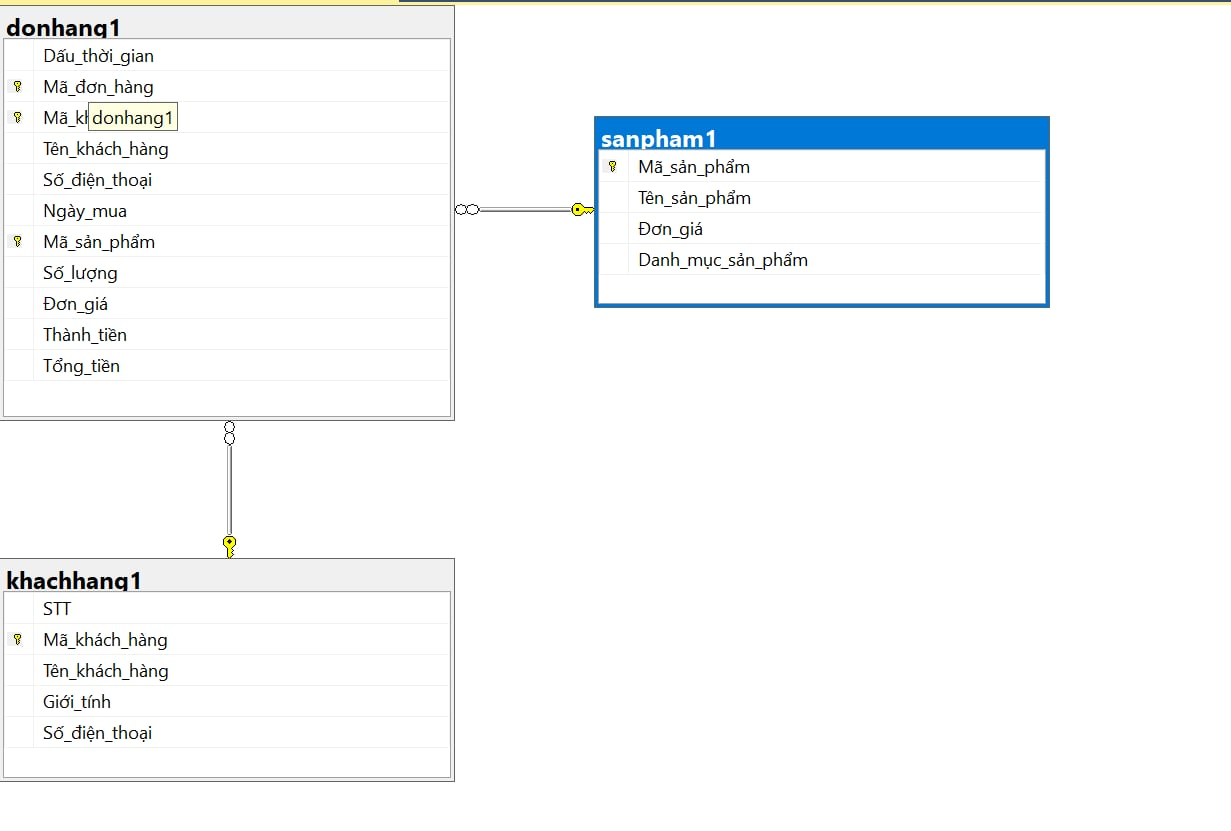 donhang1
Dấu_thời_gian
Mã_đơn_hàng
donhang1
Tên_khách_hàng
Số_điện_thoại
Ngày_mua
Mã_sản_phẩm
Số_lượng
Đơn_giá
Thành_tiền
Tổng_tiền
sanpham1
Mã_sản_phẩm
Tên_sản_phẩm
Đơn_giá
Danh_mục_sản_phẩm
khachhang1
STT
Mã_khách_hàng
Tên_khách_hàng
Giới_tính
Số_điện_thoại